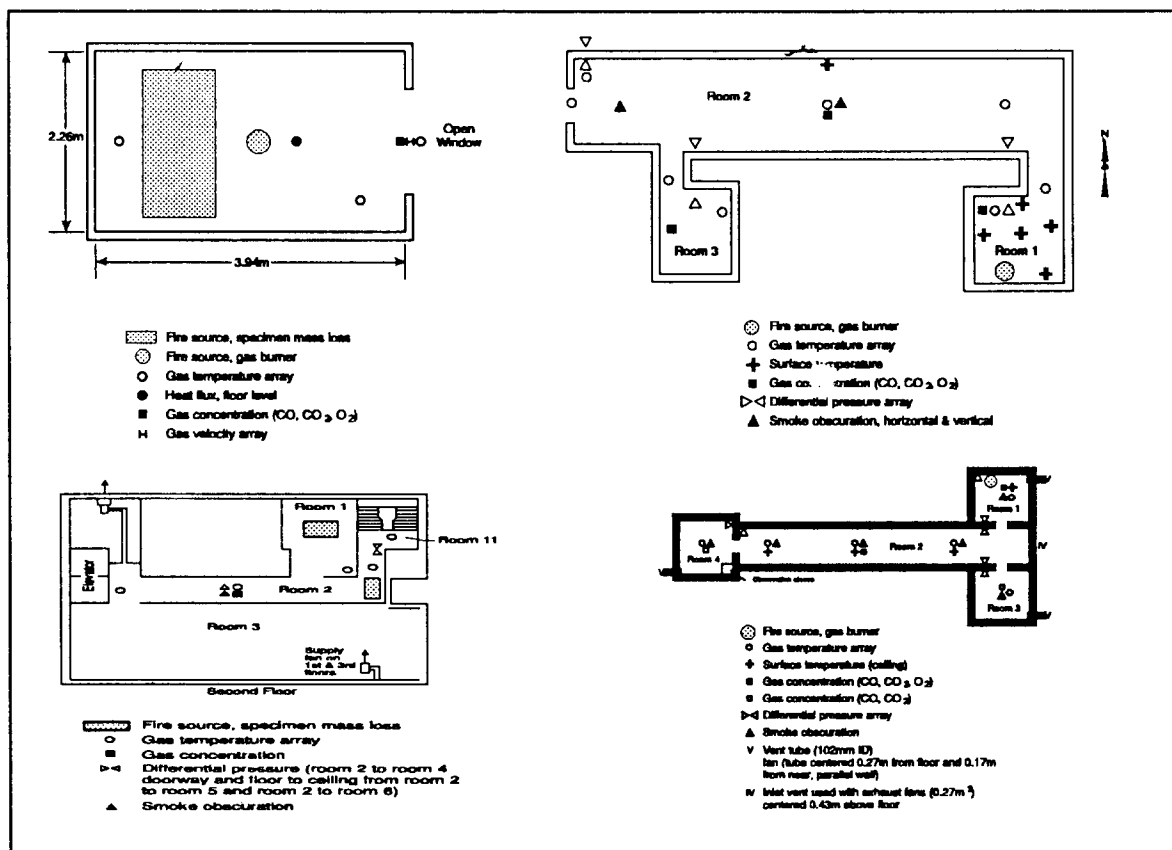 2.26m
3.94m
Open
Window
Fire source, specimen mass loss
Fire source, gas burner
Gas temperature array
Heat flux, floor level
Gas concentration (CO, CO2, O2)
Gas velocity array
Room 2
Room 3
Room 1
Fire source, gas burner
Gas temperature array
Surface temperature
Gas (CO, CO2, O2)
Differential pressure array
Smoke obscuration, horizontal & vertical
Room 1
Room 11
Elevator
Room 2
Room 3
Supply
fan on
1st & 3rd
floors
Second Floor
Fire source, specimen mass loss
Gas temperature array
Gas concentration
Differential pressure (room 2 to room 4
doorway and floor to ceiling from room 2
to room 5 and room 2 to room 6)
Smoke obscuration
Room 1
Room 2
Room 4
Room 3
IV
V
Fire source, gas burner
Gas temperature array
Surface temperature (ceiling)
Gas concentration (CO, CO2, O2)
Gas concentration (CO, CO2)
Differential pressure array
Smoke obscuration
V Vent tube (102mm ID)
fan (tube centered 0.27m from floor and 0.17m
from near, parallel wall)
IV Inlet vent used with exhaust fans (0.27m²)
centered 0.43m above floor